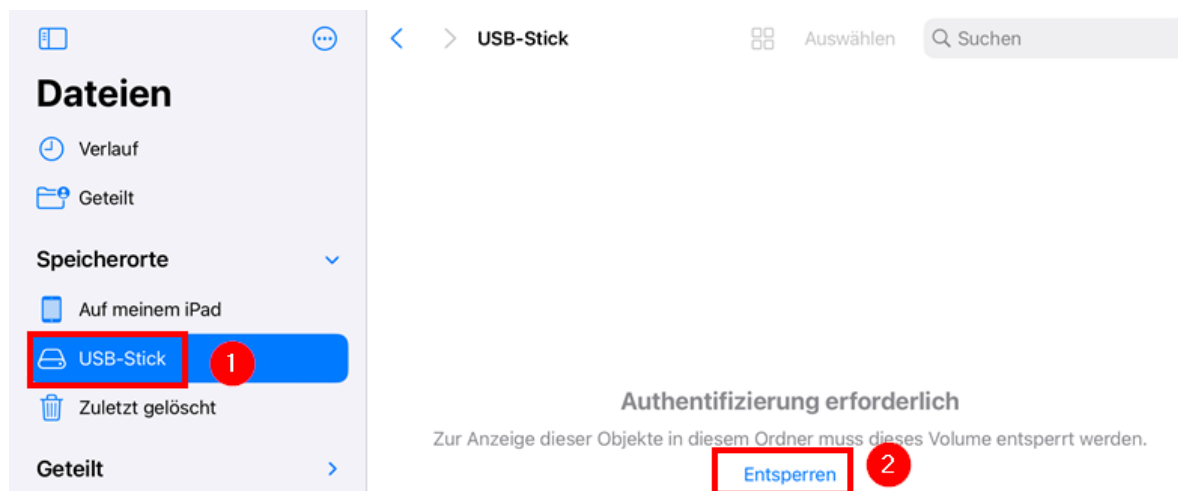 Dateien
Verlauf
Geteilt
Speicherorte
Auf meinem iPad
USB-Stick
1
Zuletzt gelöscht
Geteilt
USB-Stick
Auswählen
Suchen
Authentifizierung erforderlich
Zur Anzeige dieser Objekte in diesem Ordner muss dieses Volume entsperrt werden.
Entsperren
2